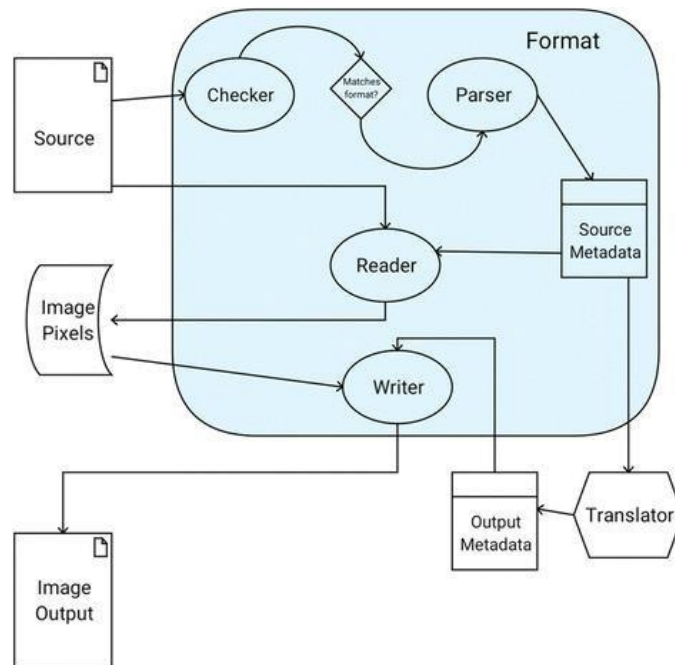 Format
Checker
Matches
format?
Parser
Source
Source
Metadata
Reader
Image
Pixels
Writer
Output
Metadata
Translator
Image
Output